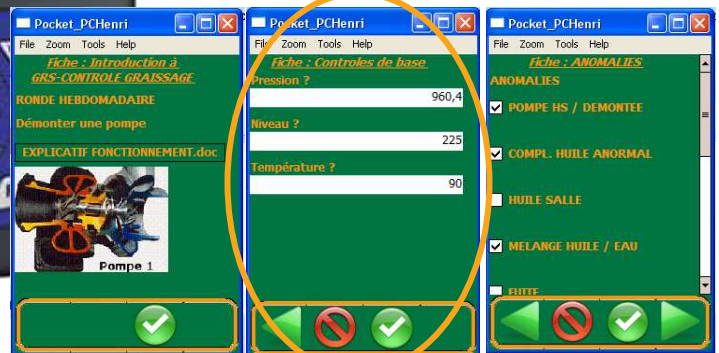 Pocket_PCHenri
File Zoom Tools Help
Fiche : Introduction à
GRS-CONTROLE GRAISSAGE
RONDE HEBDOMADAIRE
Démonter une pompe
EXPLICATIF FONCTIONNEMENT.doc
Pompe 1
Pocket_PCHenri
File Zoom Tools Help
Fiche : Controles de base
Pression ?
960,4
Niveau ?
225
Température ?
90
Pocket_PCHenri
File Zoom Tools Help
Fiche : ANOMALIES
ANOMALIES
POMPE HS / DEMONTEE
COMPL. HUILE ANORMAL
HUILE SALLE
MELANGE HUILE / EAU
FUITE